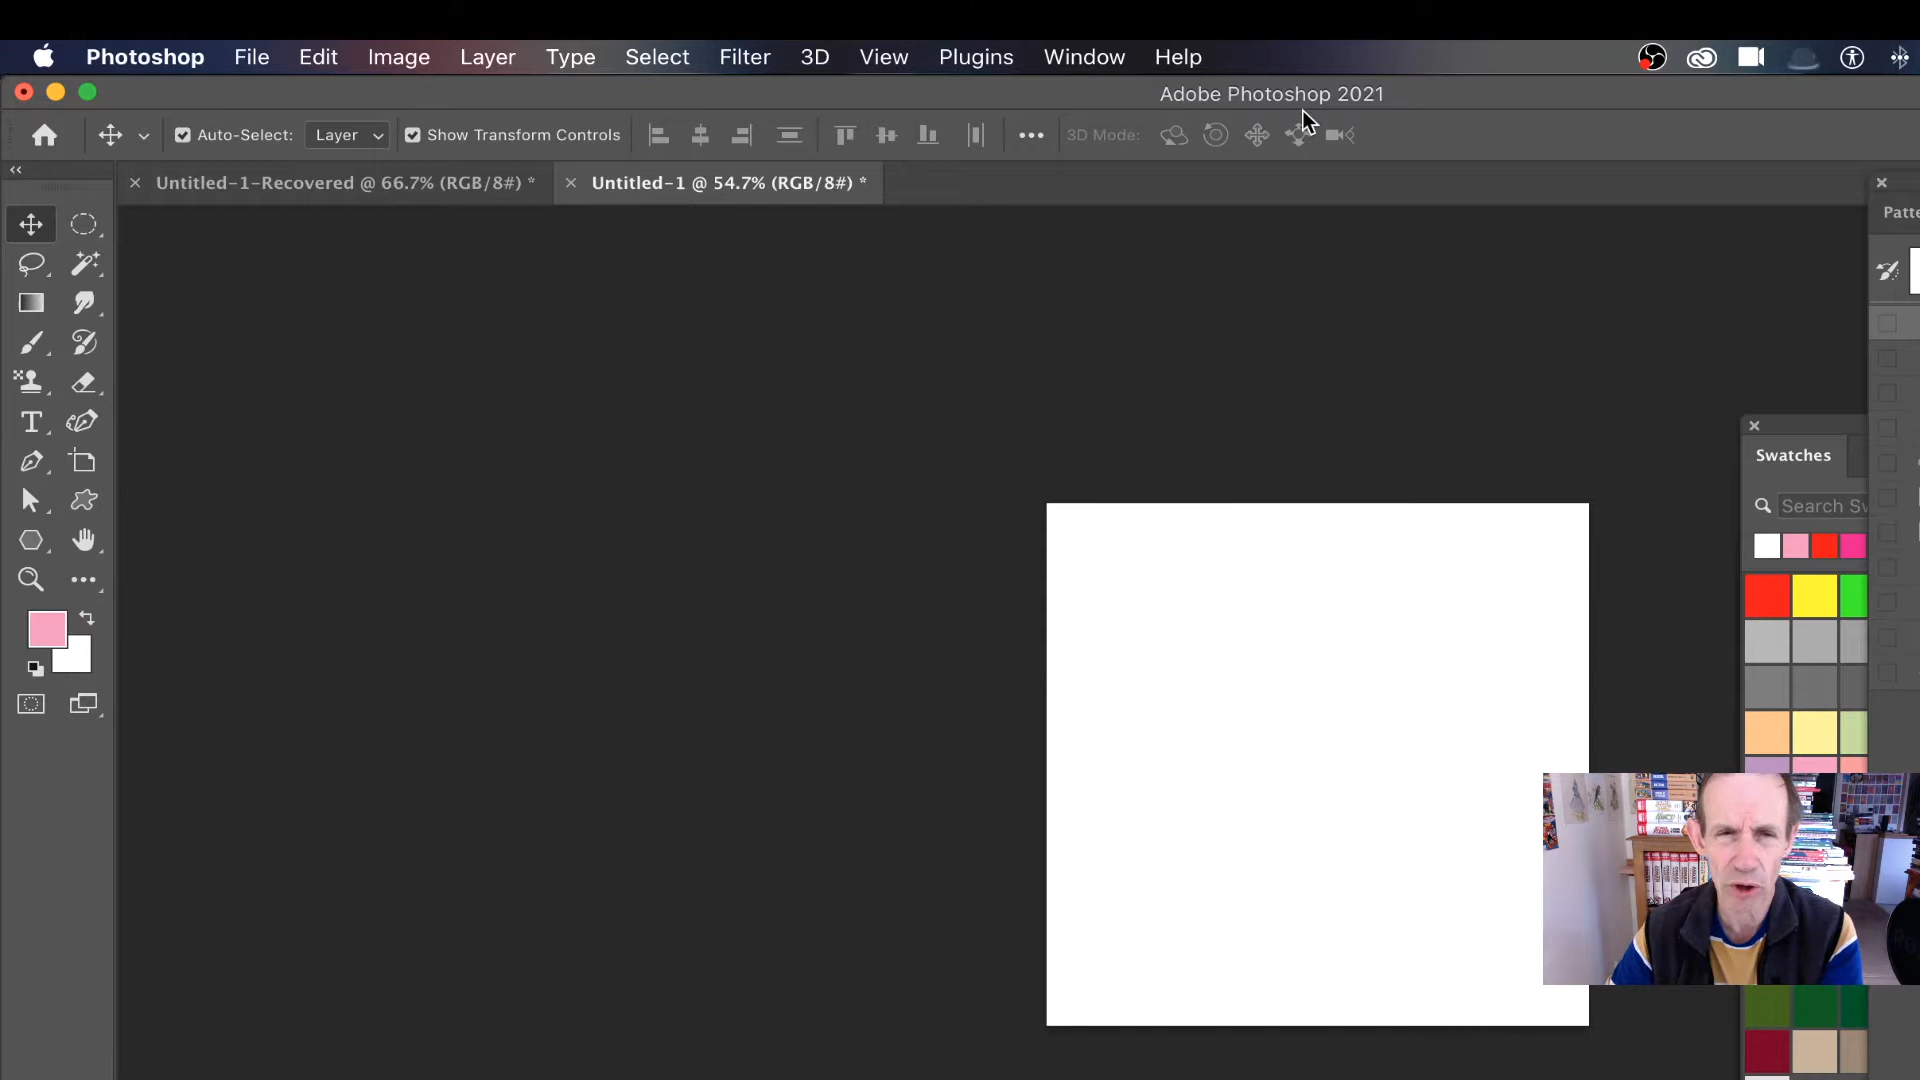 Photoshop File Edit Image Layer Type Select Filter 3D View Plugins Window Help
Adobe Photoshop 2021
Auto-Select: Layer Show Transform Controls 3D Mode:
Untitled-1-Recovered @ 66.7% (RGB/8#) * Untitled-1 @ 54.7% (RGB/8#) *
Patte
Swatches
Search Sw